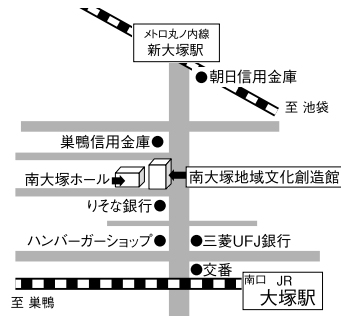 メトロ丸ノ内線
新大塚駅
朝日信用金庫
至 池袋
巣鴨信用金庫
南大塚ホール
南大塚地域文化創造館
りそな銀行
ハンバーガーショップ
三菱UFJ銀行
交番
南口 JR
大塚駅
至 巣鴨